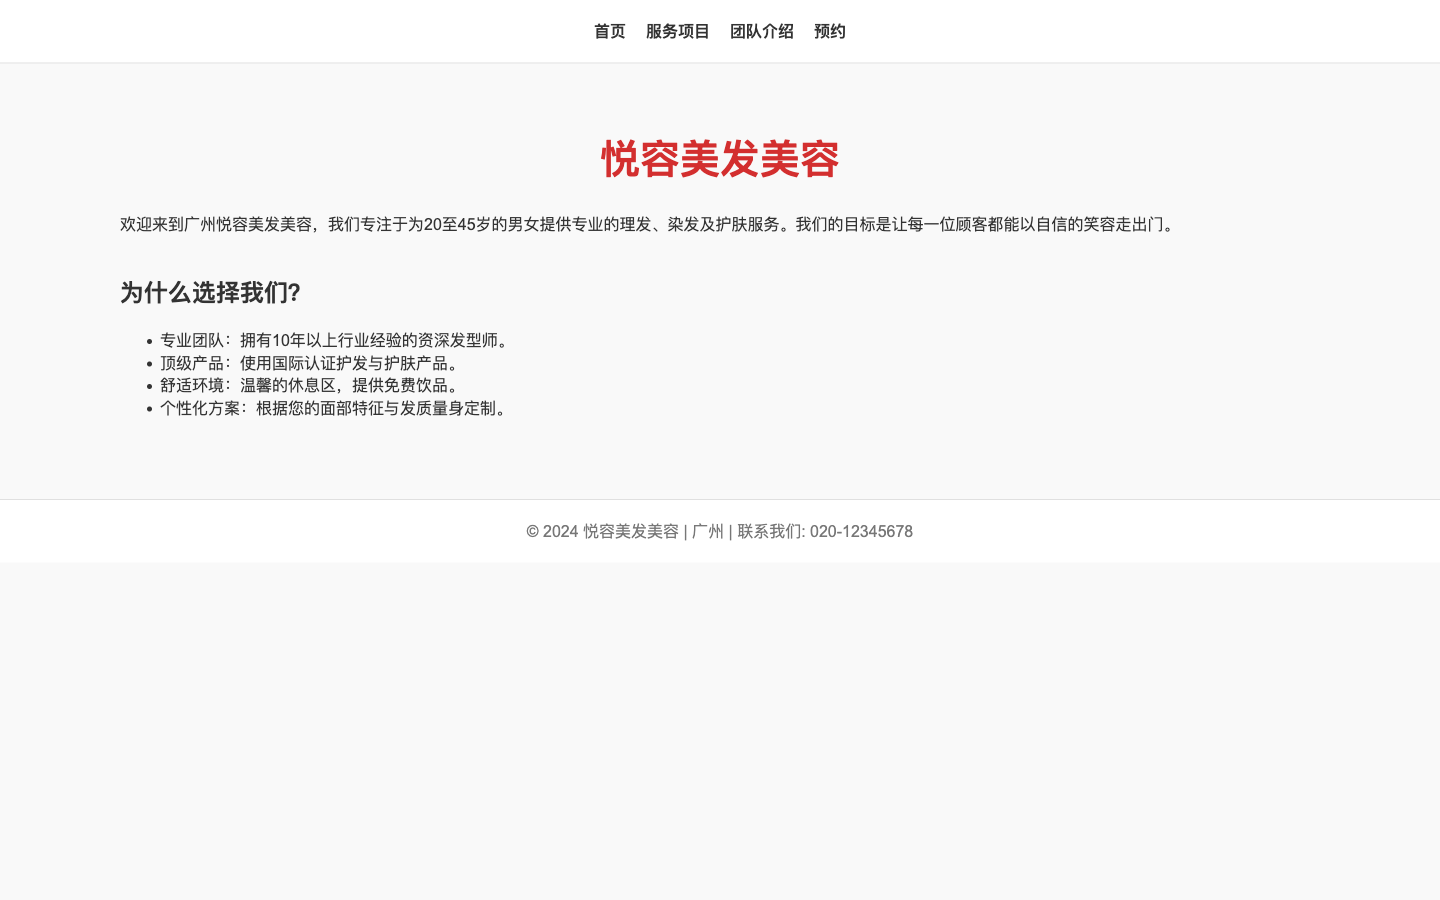 首页 服务项目 团队介绍 预约
悦容美发美容
欢迎来到广州悦容美发美容，我们专注于为20至45岁的男女提供专业的理发、染发及护肤服务。我们的目标是让每一位顾客都能以自信的笑容走出门。
为什么选择我们?
• 专业团队：拥有10年以上行业经验的资深发型师。
• 顶级产品：使用国际认证护发与护肤产品。
• 舒适环境：温馨的休息区，提供免费饮品。
• 个性化方案：根据您的面部特征与发质量身定制。
© 2024 悦容美发美容 | 广州 | 联系我们: 020-12345678